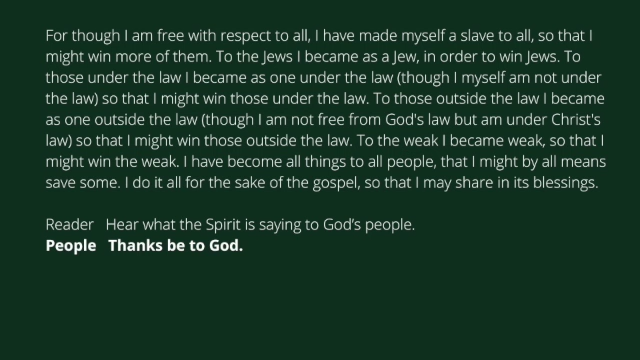 For though I am free with respect to all, I have made myself a slave to all, so that I
might win more of them. To the Jews I became as a Jew, in order to win Jews. To
those under the law I became as one under the law (though I myself am not under
the law) so that I might win those under the law. To those outside the law I became
as one outside the law (though I am not free from God's law but am under Christ's
law) so that I might win those outside the law. To the weak I became weak, so that I
might win the weak. I have become all things to all people, that I might by all means
save some. I do it all for the sake of the gospel, so that I may share in its blessings.
Reader Hear what the Spirit is saying to God’s people.
People Thanks be to God.